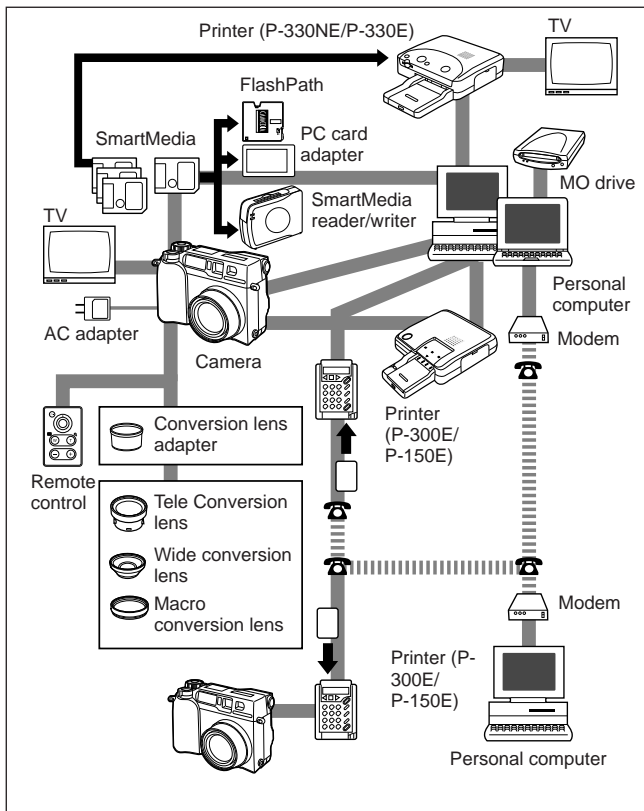 Printer (P-330NE/P-330E)
TV
FlashPath
SmartMedia
PC card
adapter
MO drive
SmartMedia
reader/writer
TV
Personal
computer
AC adapter
Camera
Modem
Printer
(P-300E/
P-150E)
Conversion lens
adapter
Remote
control
Tele Conversion
lens
Wide conversion
lens
Macro
conversion lens
Modem
Printer (P-
300E/
P-150E)
Personal computer